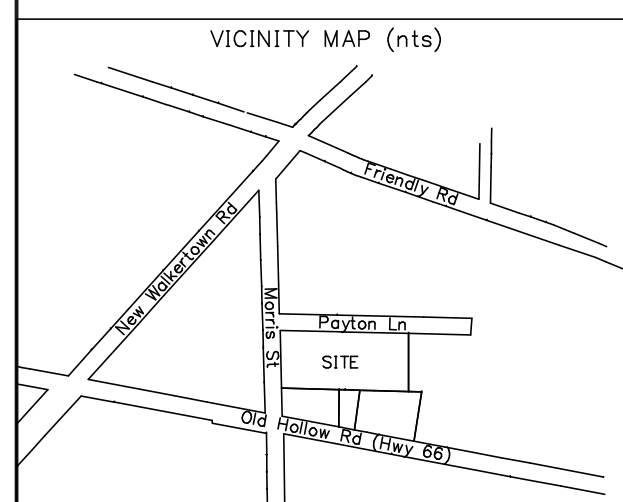 VICINITY MAP (nts)
Friendly Rd
New Walkertown Rd
Morris St
Payton Ln
SITE
Old Hollow Rd (Hwy 66)